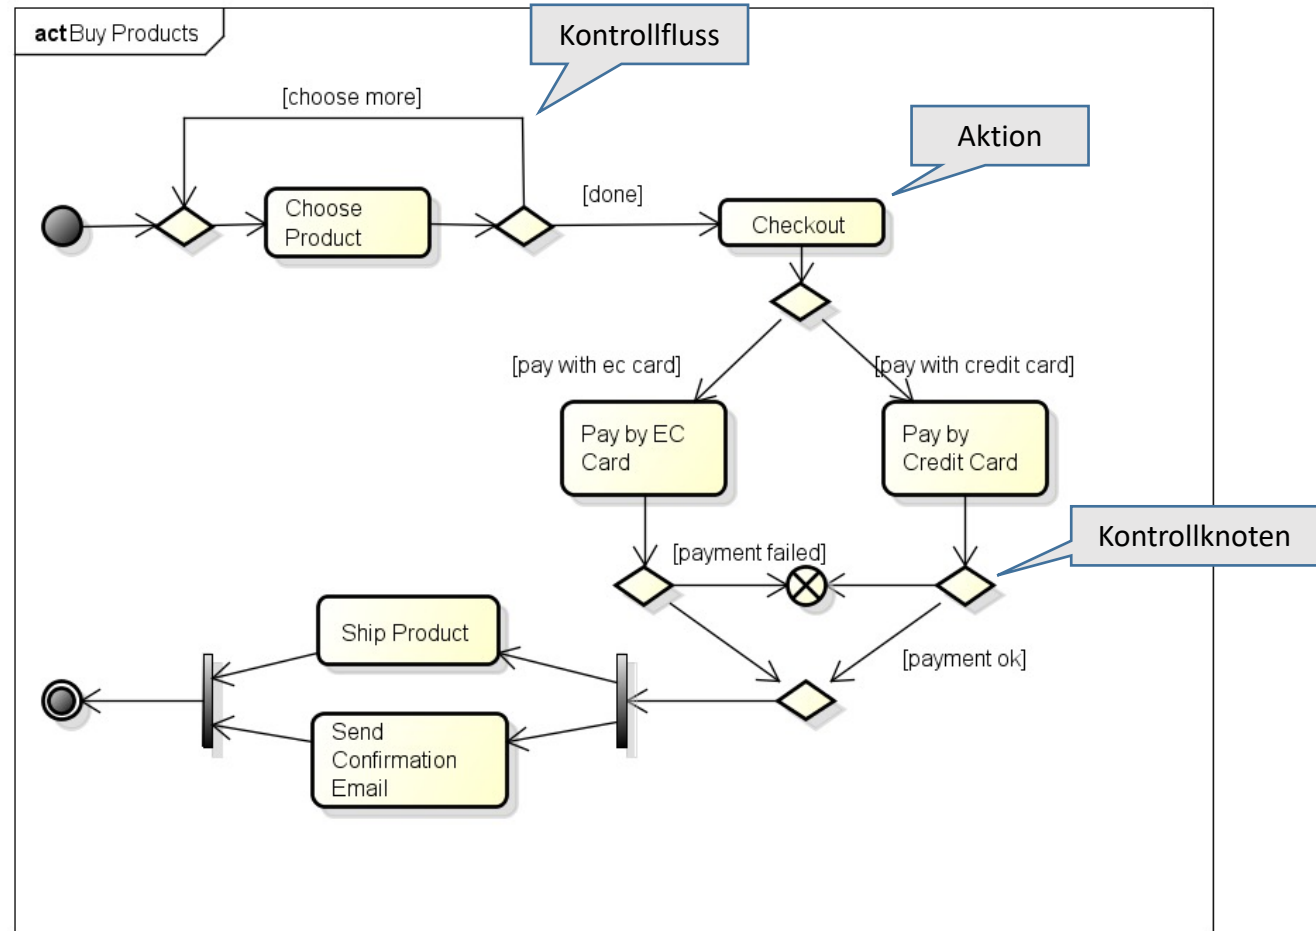 act Buy Products
Kontrollfluss
[choose more]
Aktion
[done]
Choose
Product
Checkout
[pay with ec card]
[pay with credit card]
Pay by EC
Card
Pay by
Credit Card
Kontrollknoten
[payment failed]
Ship Product
[payment ok]
Send
Confirmation
Email